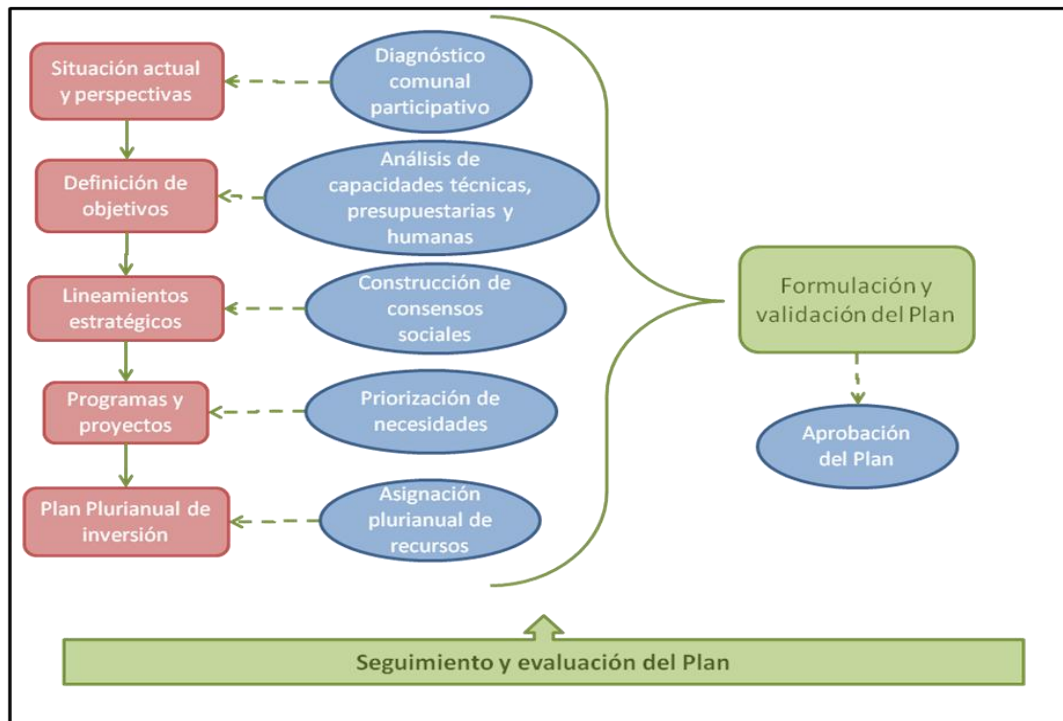 Situación actual
y perspectivas
Diagnóstico
comunal
participativo
Definición de
objetivos
Análisis de
capacidades técnicas,
presupuestarias y
humanas
Lineamientos
estratégicos
Construcción de
consensos
sociales
Programas y
proyectos
Priorización de
necesidades
Plan Plurianual de
inversión
Asignación
plurianual de
recursos
Formulación y
validación del Plan
Aprobación
del Plan
Seguimiento y evaluación del Plan